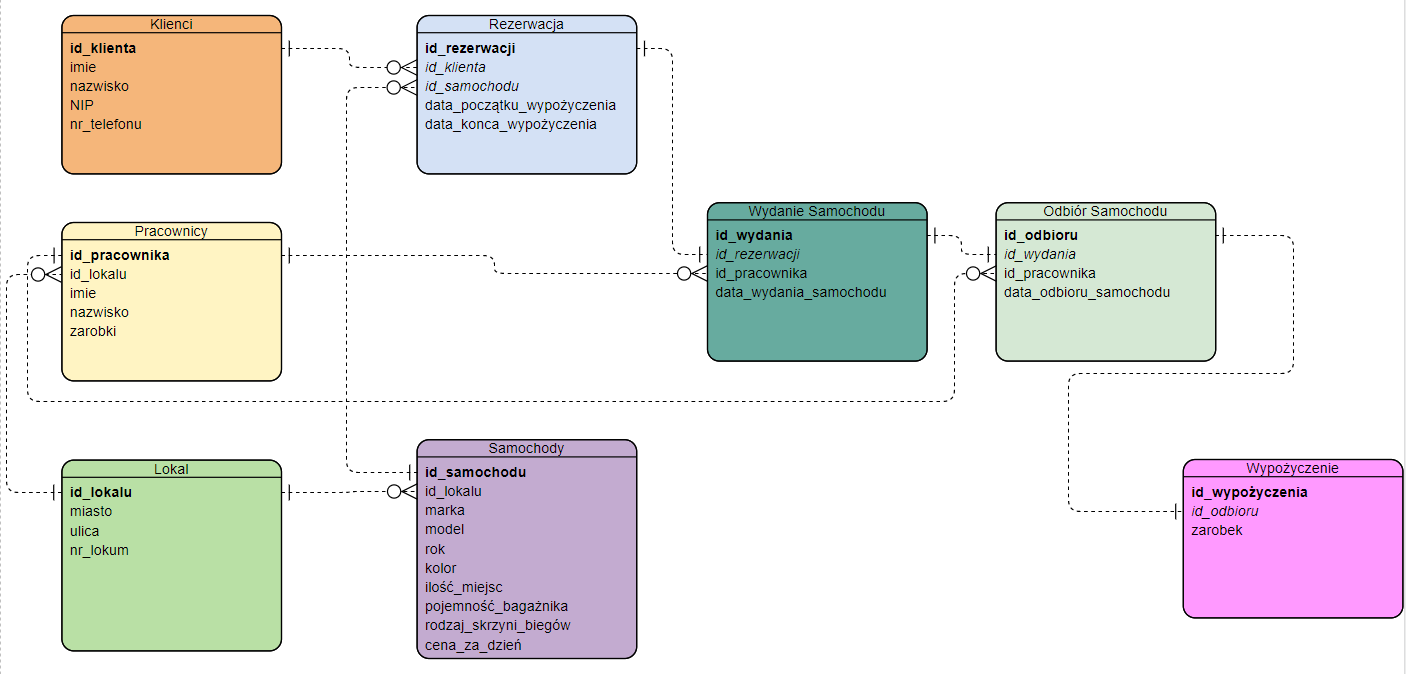 Klienci
id_klienta
imie
nazwisko
NIP
nr_telefonu
Rezerwacja
id_rezerwacji
id_klienta
id_samochodu
data_początku_wypożyczenia
data_konca_wypożyczenia
Pracownicy
id_pracownika
id_lokalu
imie
nazwisko
zarobki
Wydanie Samochodu
id_wydania
id_rezerwacji
id_pracownika
data_wydania_samochodu
Odbiór Samochodu
id_odbioru
id_wydania
id_pracownika
data_odbioru_samochodu
Lokal
id_lokalu
miasto
ulica
nr_lokum
Samochody
id_samochodu
id_lokalu
marka
model
rok
kolor
ilość_miejsc
pojemność_bagażnika
rodzaj_skrzyni_biegów
cena_za_dzień
Wypożyczenie
id_wypożyczenia
id_odbioru
zarobek